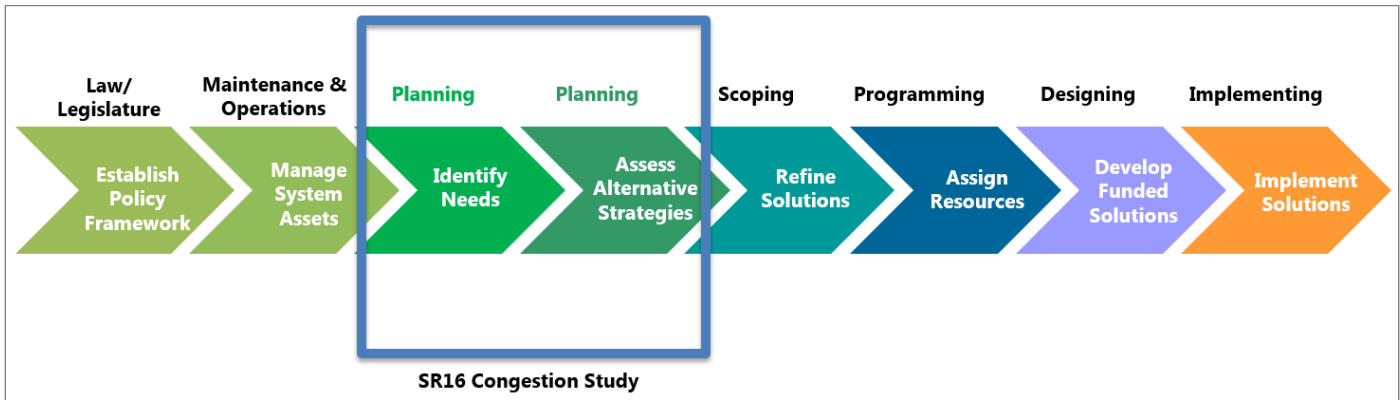 Law/
Legislature
Maintenance &
Operations
Planning
Planning
Scoping
Programming
Designing
Implementing
Establish
Policy
Framework
Manage
System
Assets
Identify
Needs
Assess
Alternative
Strategies
Refine
Solutions
Assign
Resources
Develop
Funded
Solutions
Implement
Solutions
SR16 Congestion Study